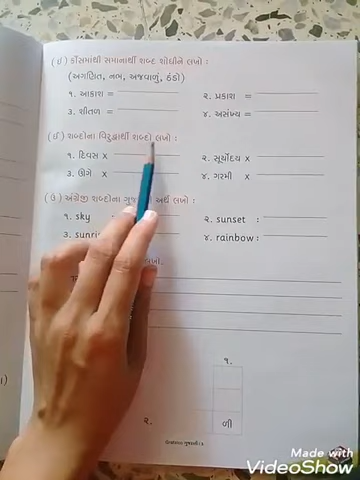 (ઇ) કૌંસમાંથી સમાનાર્થી શબ્દ શોધીને લખો :
(અગણિત, નભ, અજવાળું, ઠંડો)
૧. આકાશ =
૨. પ્રકાશ =
૩. શીતળ =
૪. અસંખ્ય =
(ઈ) શબ્દોના વિરુદ્ધાર્થી શબ્દો લખો :
૧. દિવસ x
૨. સૂર્યોદય x
૩. ઊગે x
૪. ગરમી x
(ઉ) અંગ્રેજી શબ્દોના અર્થ લખો :
૧. sky :
૨. sunset :
૩.
૪. rainbow :
લખો.
૧.
૨.
ળી
Made with
VideoShow